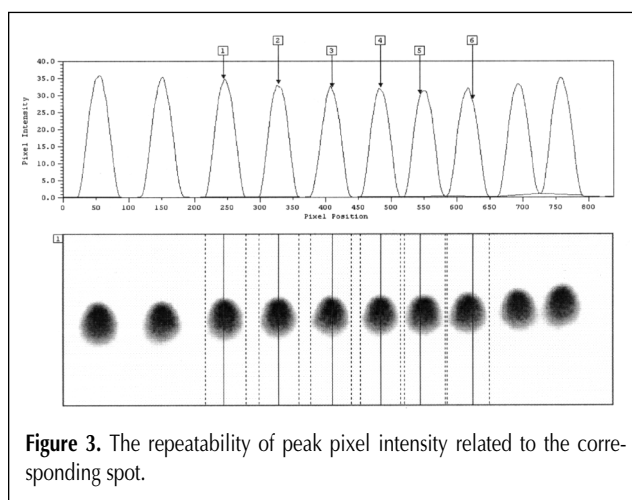 1 2 3 4 5 6
40.0
35.0
30.0
25.0
20.0
15.0
10.0
5.0
0.0
Pixel Intensity
0 50 100 150 200 250 300 350 400 450 500 550 600 650 700 750 800
Pixel Position
1
Figure 3. The repeatability of peak pixel intensity related to the corre-
sponding spot.